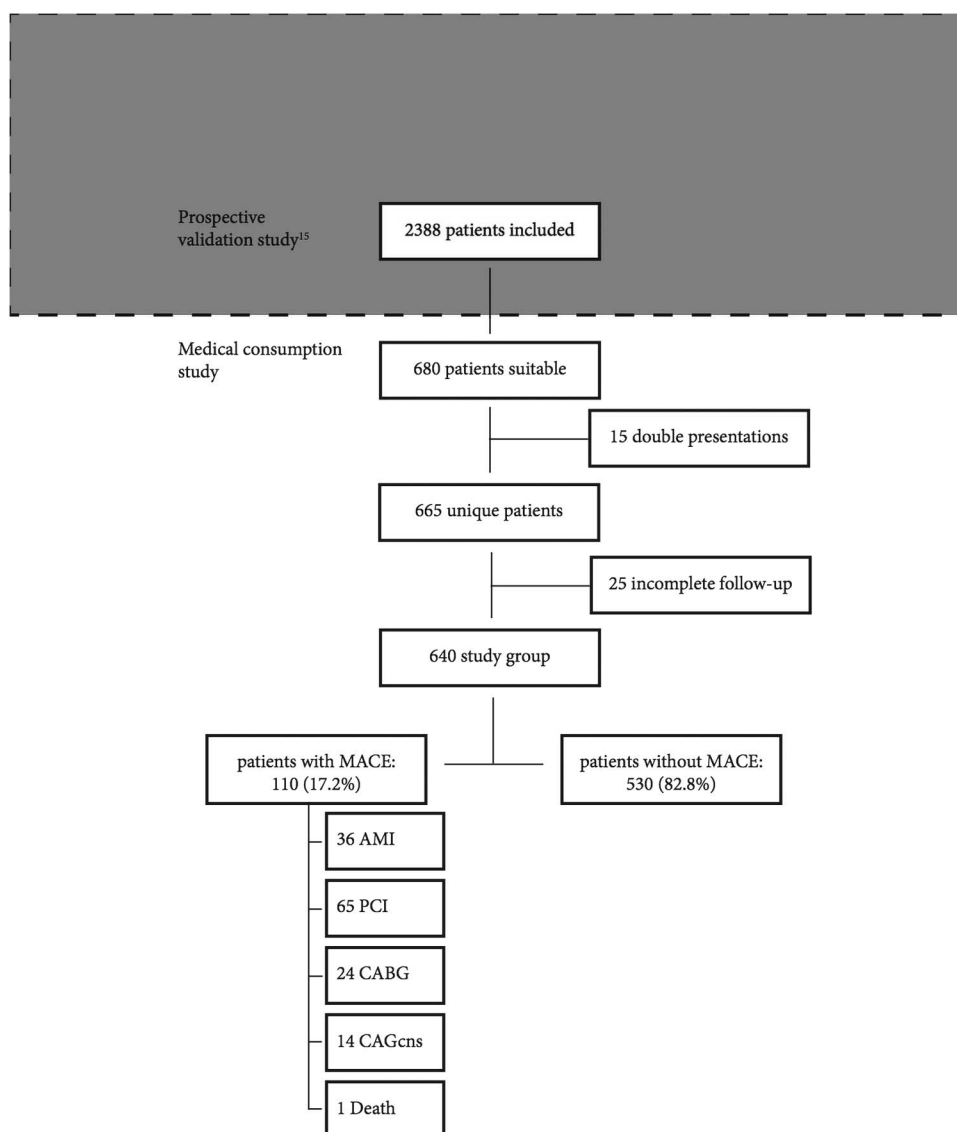 Prospective
validation study15
2388 patients included
Medical consumption
study
680 patients suitable
15 double presentations
665 unique patients
25 incomplete follow-up
640 study group
patients with MACE:
110 (17.2%)
patients without MACE:
530 (82.8%)
36 AMI
65 PCI
24 CABG
14 CAGcns
1 Death